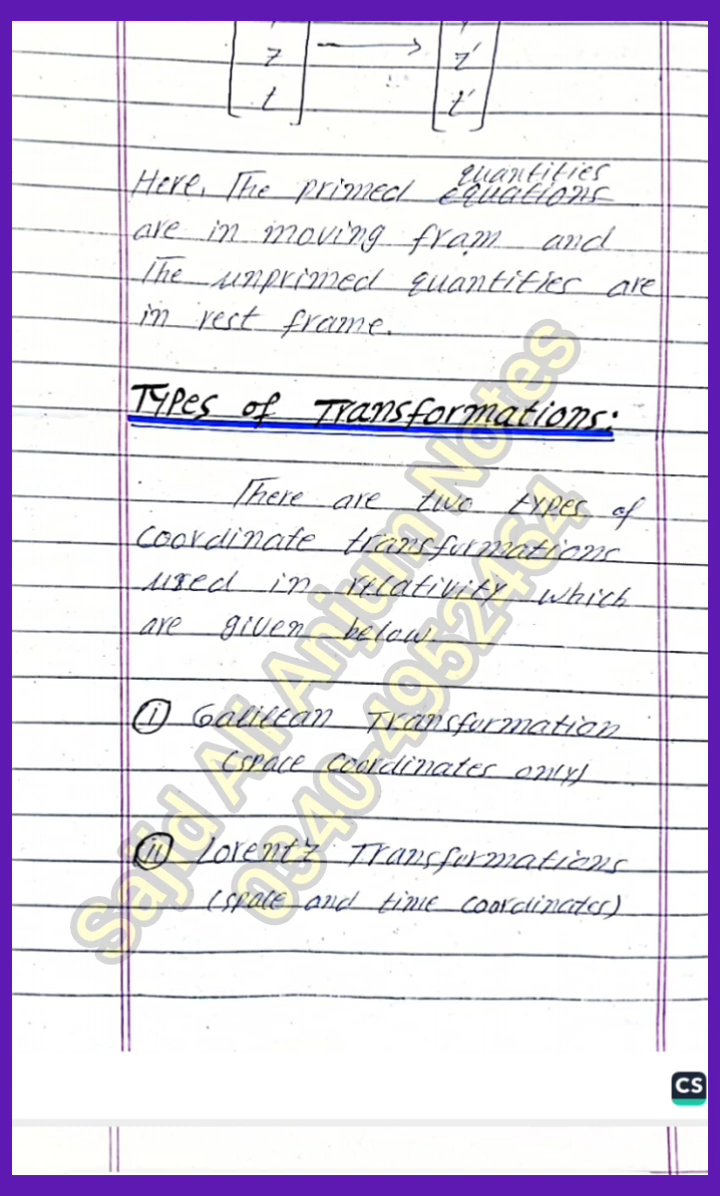 z → z'
t t'
quantities
Here, The primed equations
are in moving fram and
The unprimed quantities are
in rest frame.
Types of Transformations:
There are two types of
coordinate transformations
used in relativity which
are given below.
(i) Galilean Transformation
(space coordinates only)
(ii) Lorentz Transformations
(space and time coordinates)
Sajid Ali Anjum Notes
0340-4952464
CS